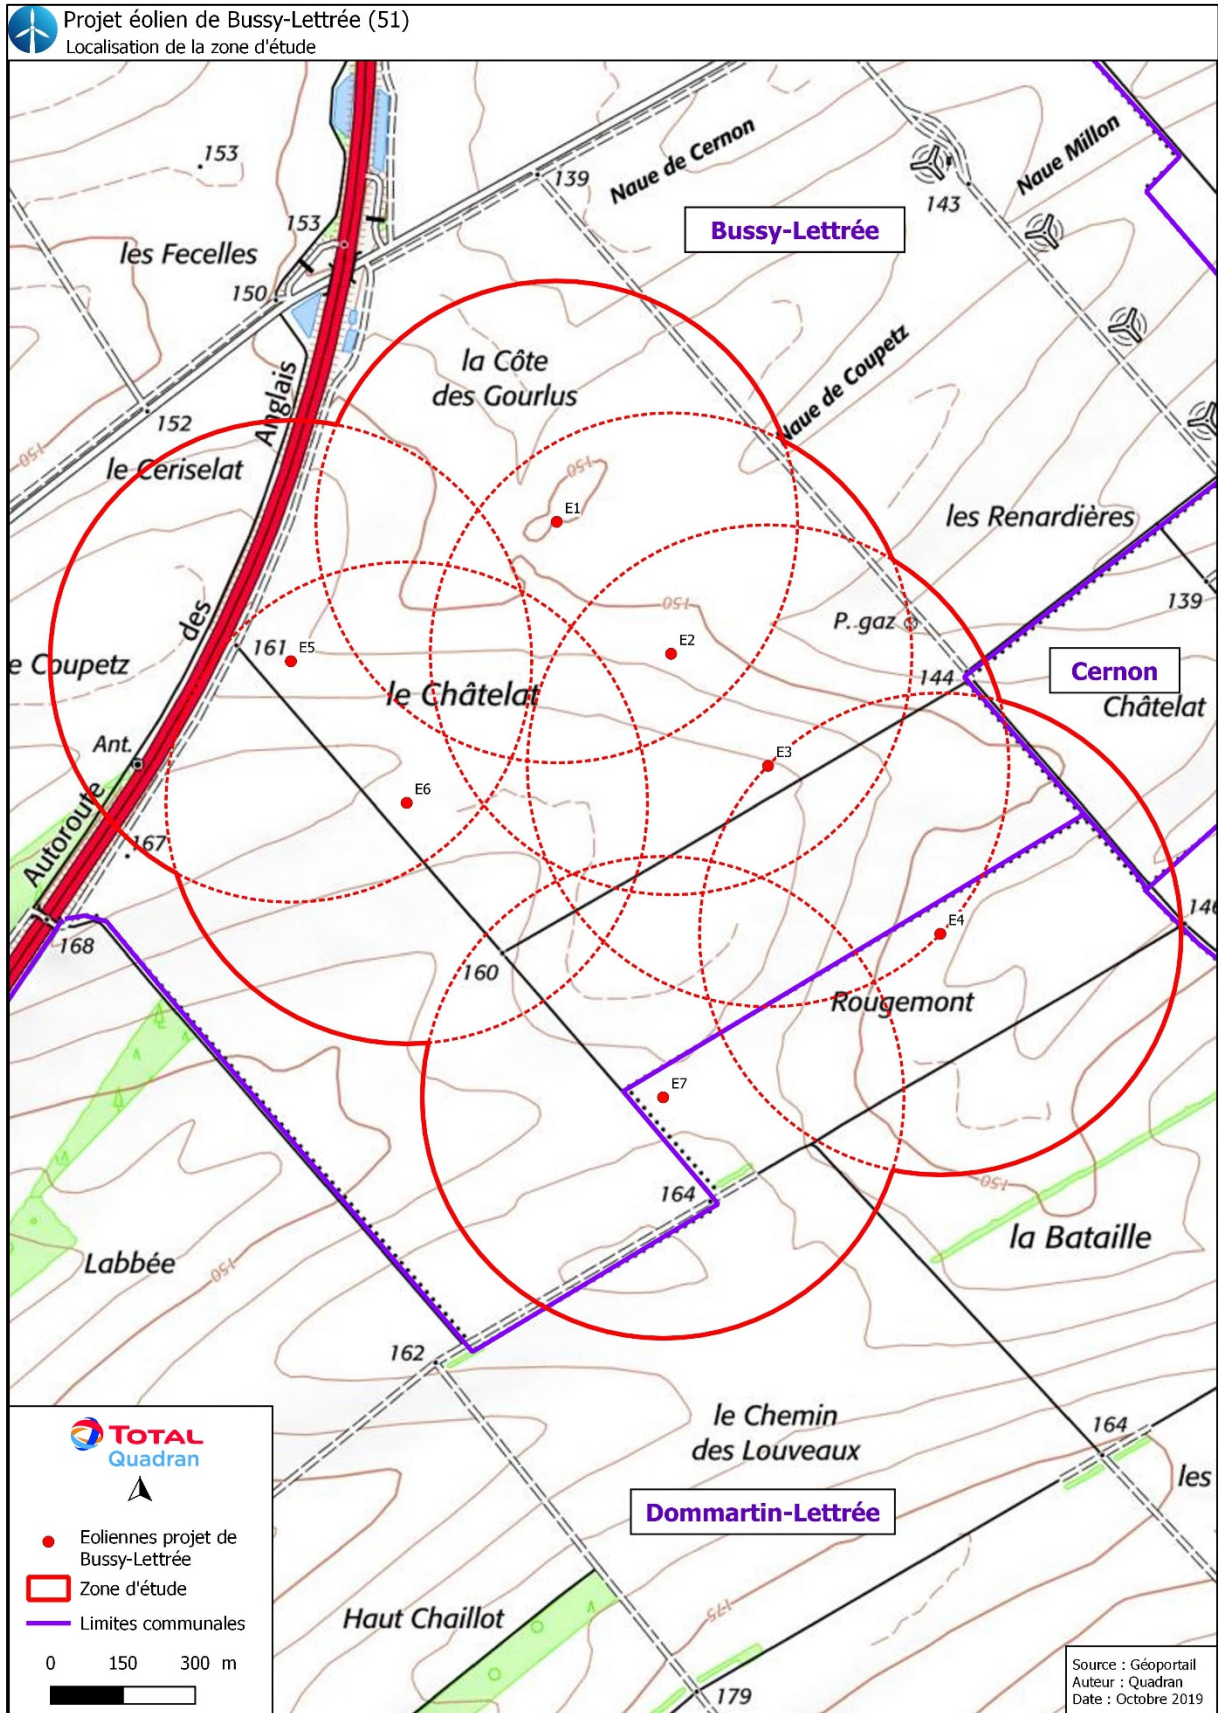 Projet éolien de Bussy-Lettrée (51)
Localisation de la zone d'étude
153
139
Naue de Cernon
Naue Millon
143
Bussy-Lettrée
153
les Fecelles
150
la Côte
des Gourlus
Naue de Coupetz
152
150
le Ceriselat
150
E1
les Renardières
139
150
P. gaz
Autoroute des Anglais
161
E5
E2
e Coupetz
le Châtelat
144
Cernon
Châtelat
Ant.
E3
E6
167
168
160
E4
146
Rougemont
E7
164
150
la Bataille
Labbée
150
162
le Chemin
des Louveaux
164
les
Dommartin-Lettrée
Haut Chaillot
175
179
TOTAL
Quadran
Eoliennes projet de
Bussy-Lettrée
Zone d'étude
Limites communales
0 150 300 m
Source : Géoportail
Auteur : Quadran
Date : Octobre 2019